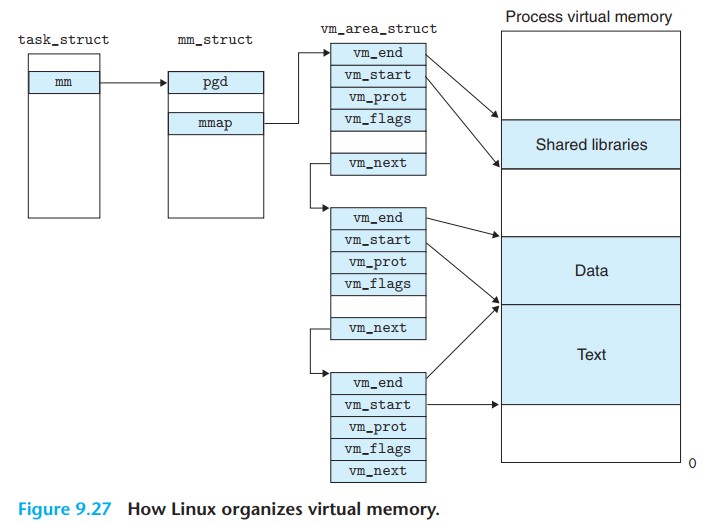 Process virtual memory
task_struct
mm_struct
vm_area_struct
mm
pgd
mmap
vm_end
vm_start
vm_prot
vm_flags
vm_next
vm_end
vm_start
vm_prot
vm_flags
vm_next
vm_end
vm_start
vm_prot
vm_flags
vm_next
Shared libraries
Data
Text
0
Figure 9.27 How Linux organizes virtual memory.